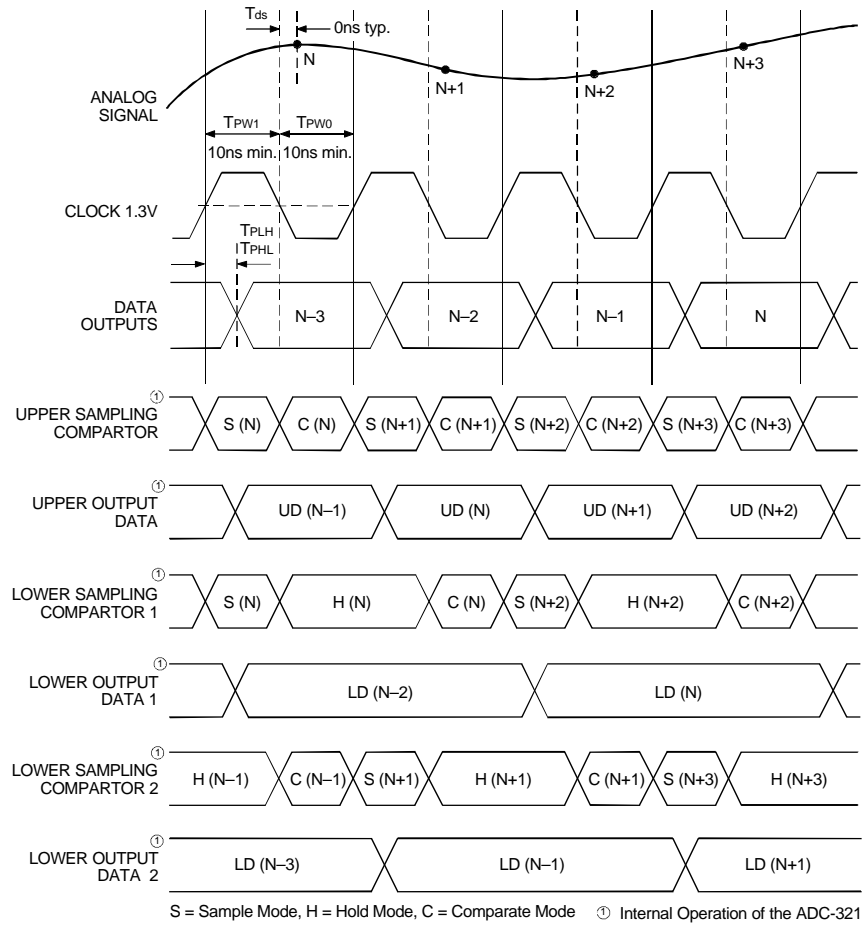 Tds
0ns typ.
N
N+1
N+2
N+3
ANALOG
SIGNAL
TPW1
TPW0
10ns min.
10ns min.
CLOCK 1.3V
TPLH
TPHL
DATA
OUTPUTS
N–3
N–2
N–1
N
①
UPPER SAMPLING
COMPARTOR
S (N)
C (N)
S (N+1)
C (N+1)
S (N+2)
C (N+2)
S (N+3)
C (N+3)
①
UPPER OUTPUT
DATA
UD (N–1)
UD (N)
UD (N+1)
UD (N+2)
①
LOWER SAMPLING
COMPARTOR 1
S (N)
H (N)
C (N)
S (N+2)
H (N+2)
C (N+2)
①
LOWER OUTPUT
DATA 1
LD (N–2)
LD (N)
①
LOWER SAMPLING
COMPARTOR 2
H (N–1)
C (N–1)
S (N+1)
H (N+1)
C (N+1)
S (N+3)
H (N+3)
①
LOWER OUTPUT
DATA 2
LD (N–3)
LD (N–1)
LD (N+1)
S = Sample Mode, H = Hold Mode, C = Comparate Mode ① Internal Operation of the ADC-321